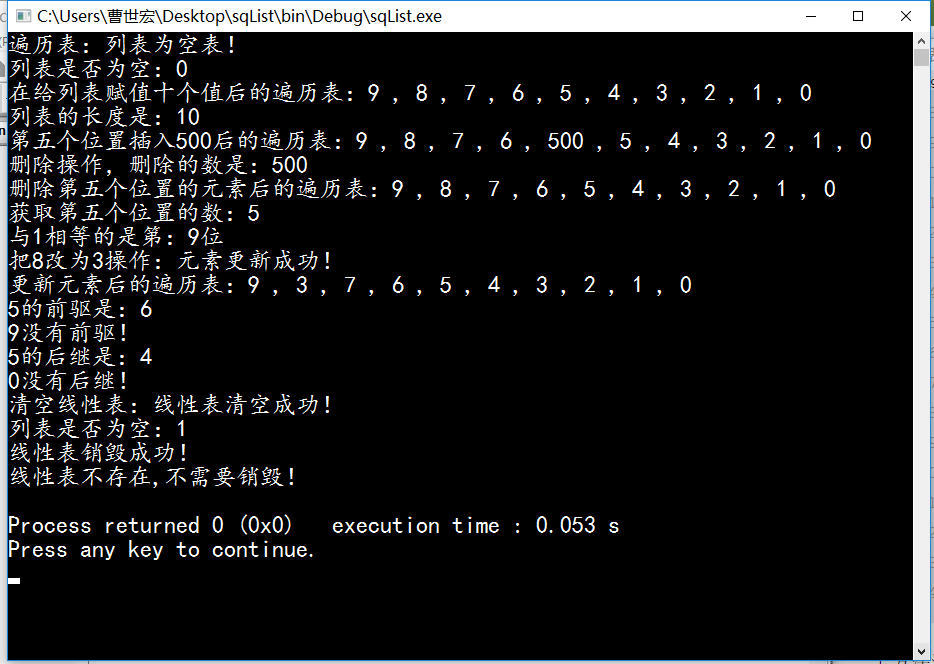 C:\Users\曹世宏\Desktop\sqList\bin\Debug\sqList.exe
遍历表：列表为空表！
列表是否为空：0
在给列表赋值十个值后的遍历表：9 , 8 , 7 , 6 , 5 , 4 , 3 , 2 , 1 , 0
列表的长度是：10
第五个位置插入500后的遍历表：9 , 8 , 7 , 6 , 500 , 5 , 4 , 3 , 2 , 1 , 0
删除操作，删除的数是：500
删除第五个位置的元素后的遍历表：9 , 8 , 7 , 6 , 5 , 4 , 3 , 2 , 1 , 0
获取第五个位置的数：5
与1相等的是第：9位
把8改为3操作：元素更新成功！
更新元素后的遍历表：9 , 3 , 7 , 6 , 5 , 4 , 3 , 2 , 1 , 0
5的前驱是：6
9没有前驱！
5的后继是：4
0没有后继！
清空线性表：线性表清空成功！
列表是否为空：1
线性表销毁成功！
线性表不存在,不需要销毁！
Process returned 0 (0x0)   execution time : 0.053 s
Press any key to continue.